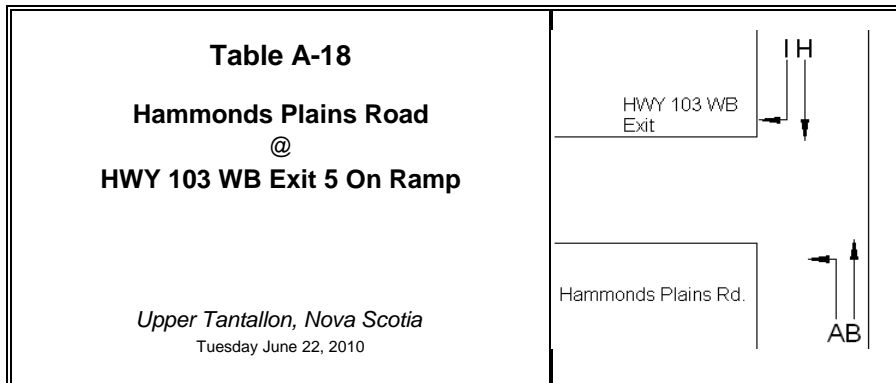 Table A-18
Hammonds Plains Road
@
HWY 103 WB Exit 5 On Ramp
Upper Tantallon, Nova Scotia
Tuesday June 22, 2010
I H
HWY 103 WB
Exit
Hammonds Plains Rd.
AB